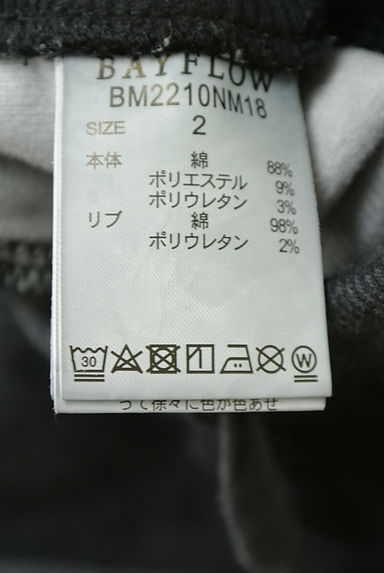 BAYFLOW
BM2210NM18
SIZE 2
本体 綿 88%
ポリエステル 9%
ポリウレタン 3%
リブ 綿 98%
ポリウレタン 2%
30 W
って徐々に色が色あせ